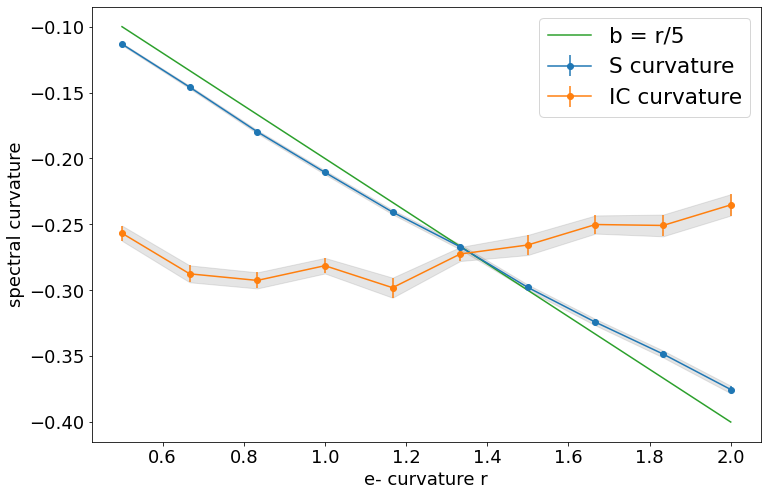 b = r/5
S curvature
IC curvature
spectral curvature
−0.10
−0.15
−0.20
−0.25
−0.30
−0.35
−0.40
0.6 0.8 1.0 1.2 1.4 1.6 1.8 2.0
e- curvature r